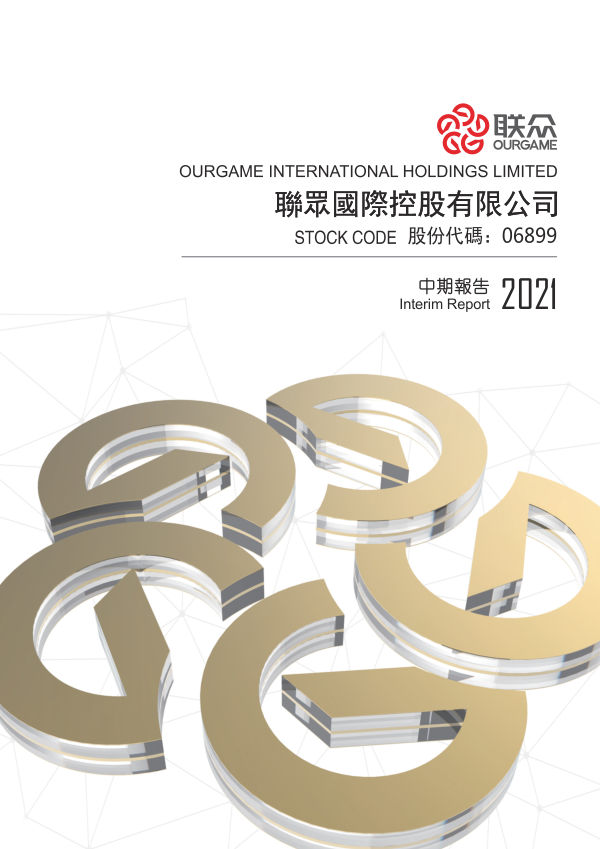 联众
OURGAME
OURGAME INTERNATIONAL HOLDINGS LIMITED
聯眾國際控股有限公司
STOCK CODE 股份代碼：06899
中期報告
Interim Report 2021